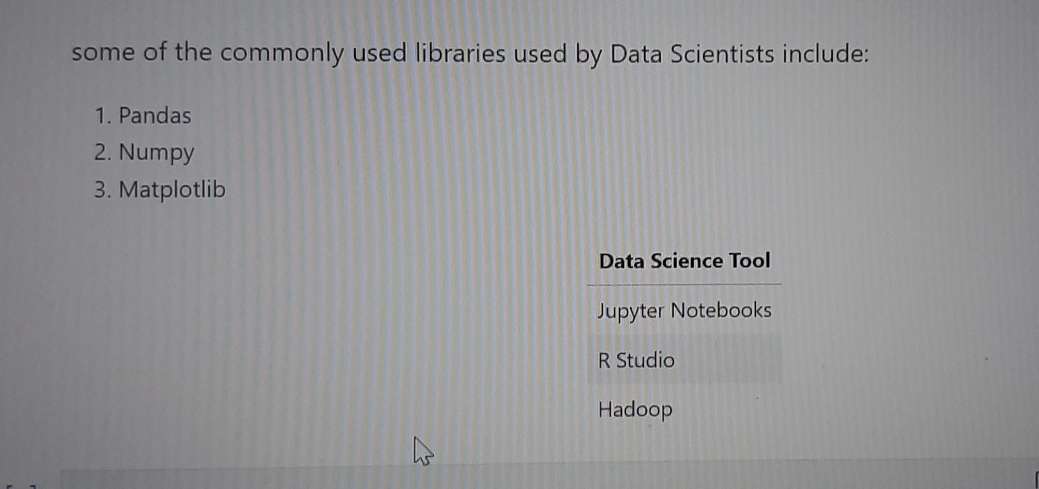 some of the commonly used libraries used by Data Scientists include:
1. Pandas
2. Numpy
3. Matplotlib
Data Science Tool
Jupyter Notebooks
R Studio
Hadoop